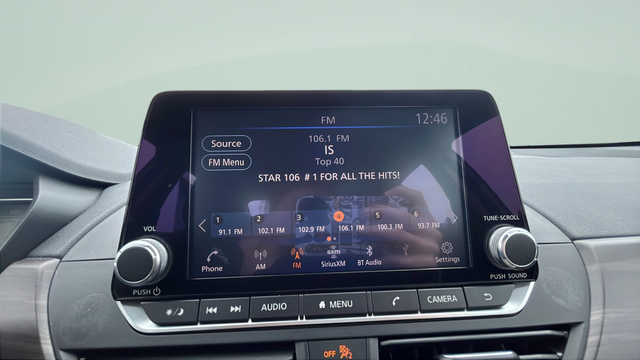 FM
12:46
Source
106.1 FM
IS
FM Menu
Top 40
STAR 106 # 1 FOR ALL THE HITS!
1 2 3 4 5 6
91.1 FM 102.1 FM 102.9 FM 106.1 FM 100.3 FM 93.7 FM
VOL
TUNE·SCROLL
Phone AM FM SiriusXM BT Audio Settings
sxm
PUSH
PUSH SOUND
AUDIO MENU CAMERA
OFF 2